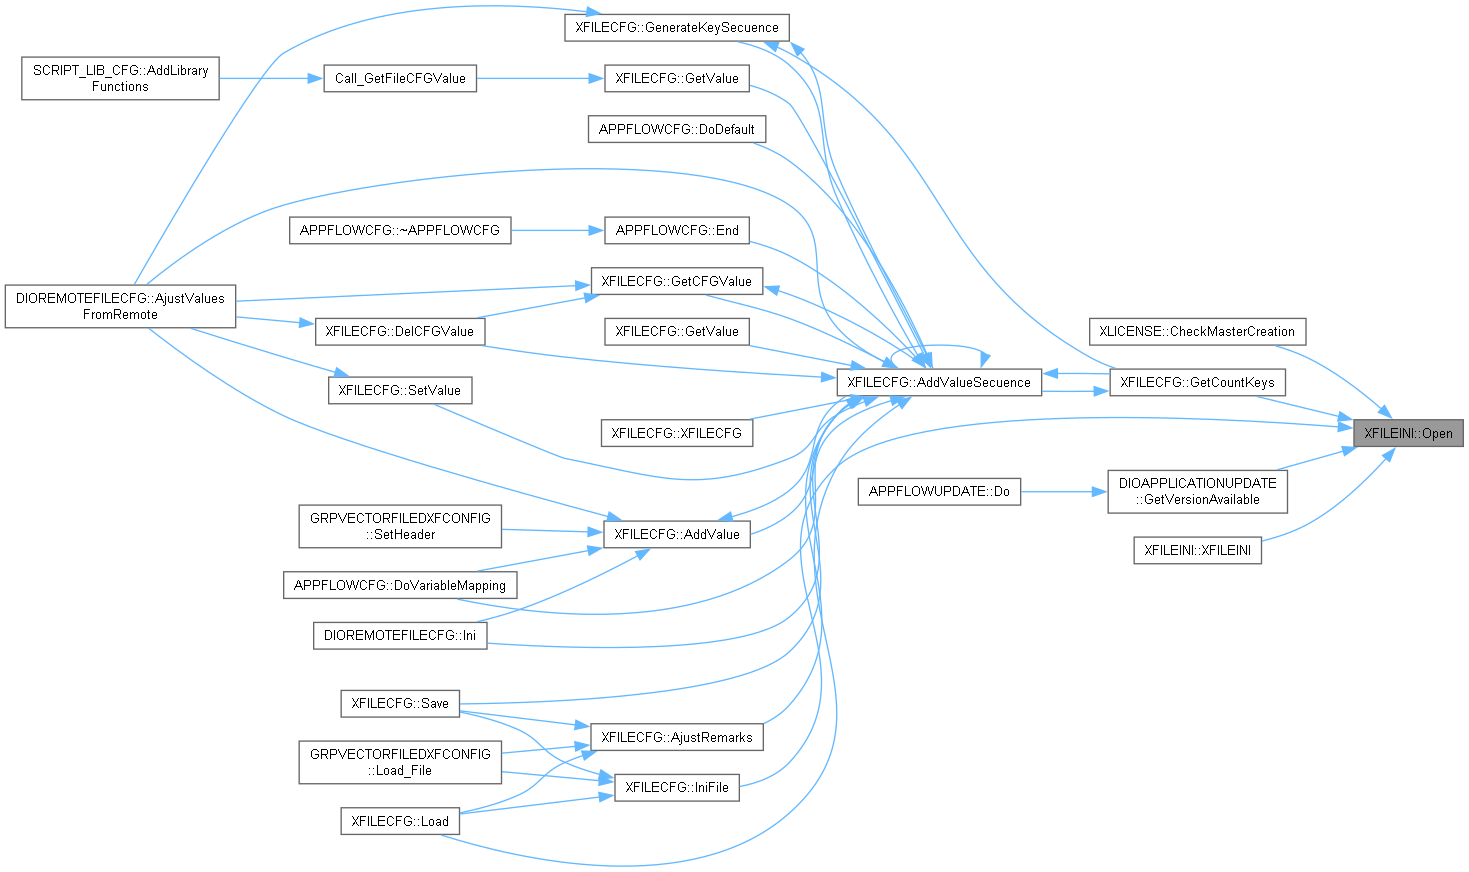 XFILECFG::GenerateKeySecuence
SCRIPT_LIB_CFG::AddLibrary
Functions
Call_GetFileCFGValue
XFILECFG::GetValue
APPFLOWCFG::DoDefault
APPFLOWCFG::~APPFLOWCFG
APPFLOWCFG::End
XFILECFG::GetCFGValue
DIOREMOTEFILECFG::AjustValues
FromRemote
XFILECFG::DelCFGValue
XFILECFG::GetValue
XLICENSE::CheckMasterCreation
XFILECFG::SetValue
XFILECFG::AddValueSecuence
XFILECFG::GetCountKeys
XFILECFG::XFILECFG
XFILEINI::Open
APPFLOWUPDATE::Do
DIOAPPLICATIONUPDATE
::GetVersionAvailable
GRPVECTORFILEDXFCONFIG
::SetHeader
XFILECFG::AddValue
XFILEINI::XFILEINI
APPFLOWCFG::DoVariableMapping
DIOREMOTEFILECFG::Ini
XFILECFG::Save
XFILECFG::AjustRemarks
GRPVECTORFILEDXFCONFIG
::Load_File
XFILECFG::IniFile
XFILECFG::Load